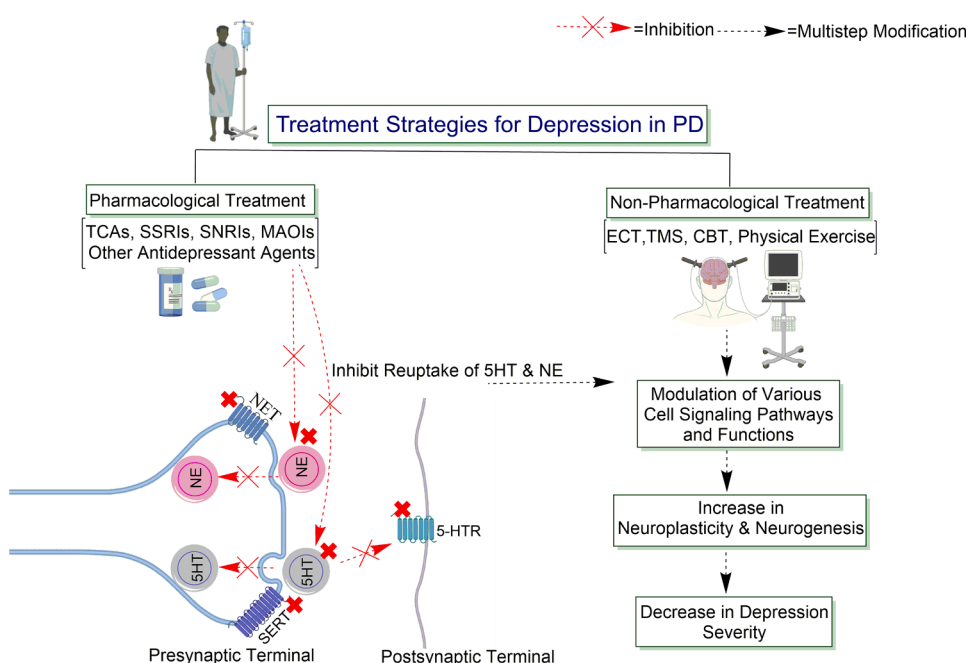 =Inhibition
=Multistep Modification
Treatment Strategies for Depression in PD
Pharmacological Treatment
TCAs, SSRIs, SNRIs, MAOIs
Other Antidepressant Agents
Non-Pharmacological Treatment
ECT,TMS, CBT, Physical Exercise
Inhibit Reuptake of 5HT & NE
Modulation of Various
Cell Signaling Pathways
and Functions
NET
NE
NE
5-HTR
5HT
5HT
SERT
Increase in
Neuroplasticity & Neurogenesis
Decrease in Depression
Severity
Presynaptic Terminal
Postsynaptic Terminal